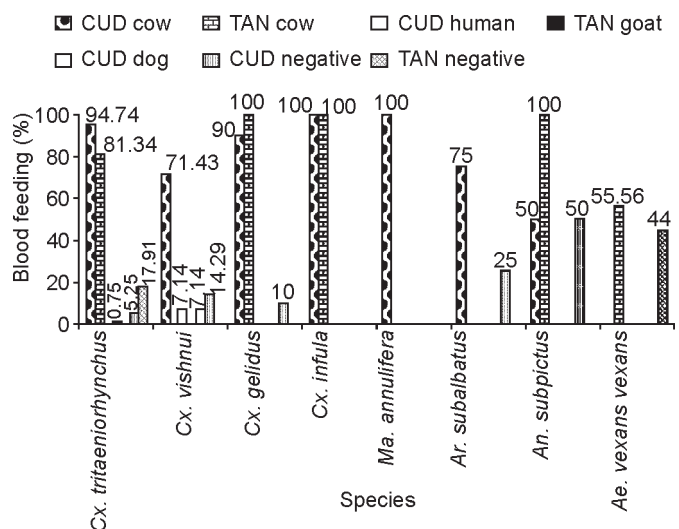 CUD cow TAN cow CUD human TAN goat
CUD dog CUD negative TAN negative
Blood feeding (%)
100
80
60
40
20
0
94.74
81.34
0.75
5.25
17.91
71.43
7.14
7.14
14.29
90
100
10
100
100
100
75
25
50
100
50
55.56
44
Cx. tritaeniorhynchus
Cx. vishnui
Cx. gelidus
Cx. infula
Ma. annulifera
Ar. subalbatus
An. subpictus
Ae. vexans vexans
Species